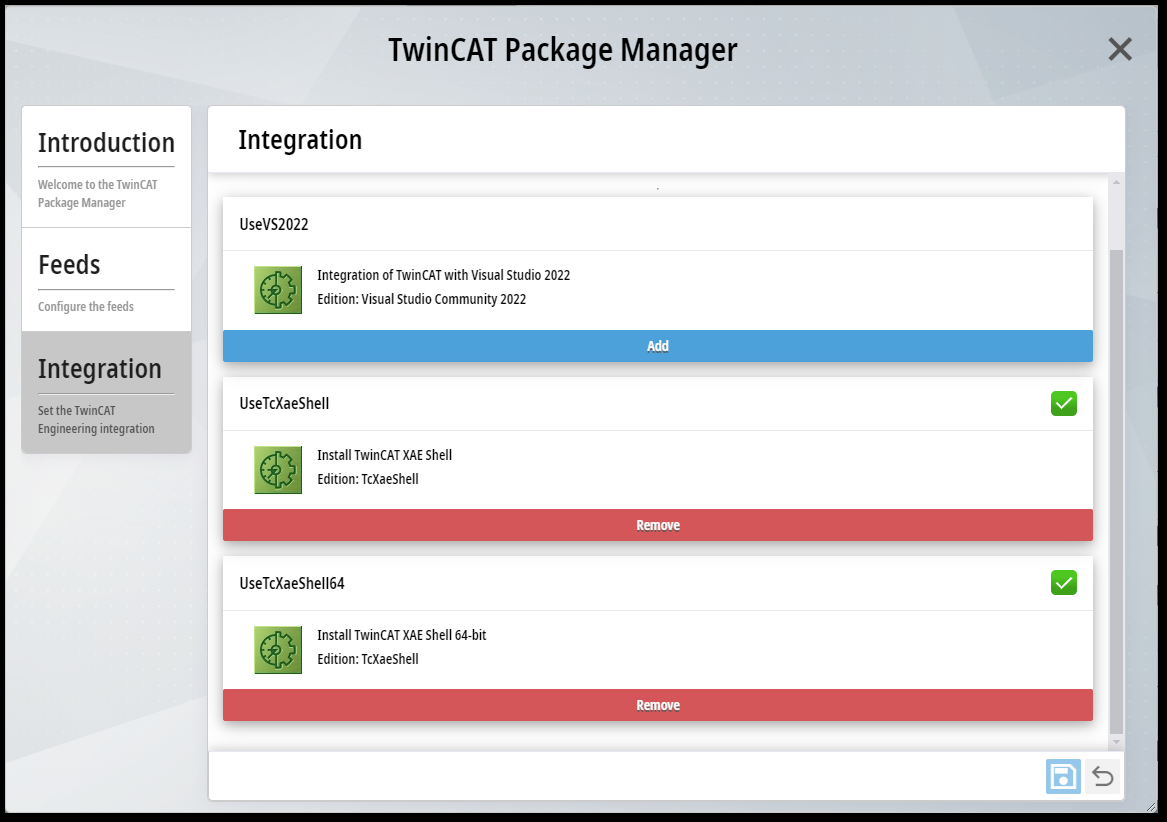 TwinCAT Package Manager
Introduction
Welcome to the TwinCAT
Package Manager
Feeds
Configure the feeds
Integration
Set the TwinCAT
Engineering integration
Integration
UseVS2022
Integration of TwinCAT with Visual Studio 2022
Edition: Visual Studio Community 2022
Add
UseTcXaeShell
Install TwinCAT XAE Shell
Edition: TcXaeShell
Remove
UseTcXaeShell64
Install TwinCAT XAE Shell 64-bit
Edition: TcXaeShell
Remove